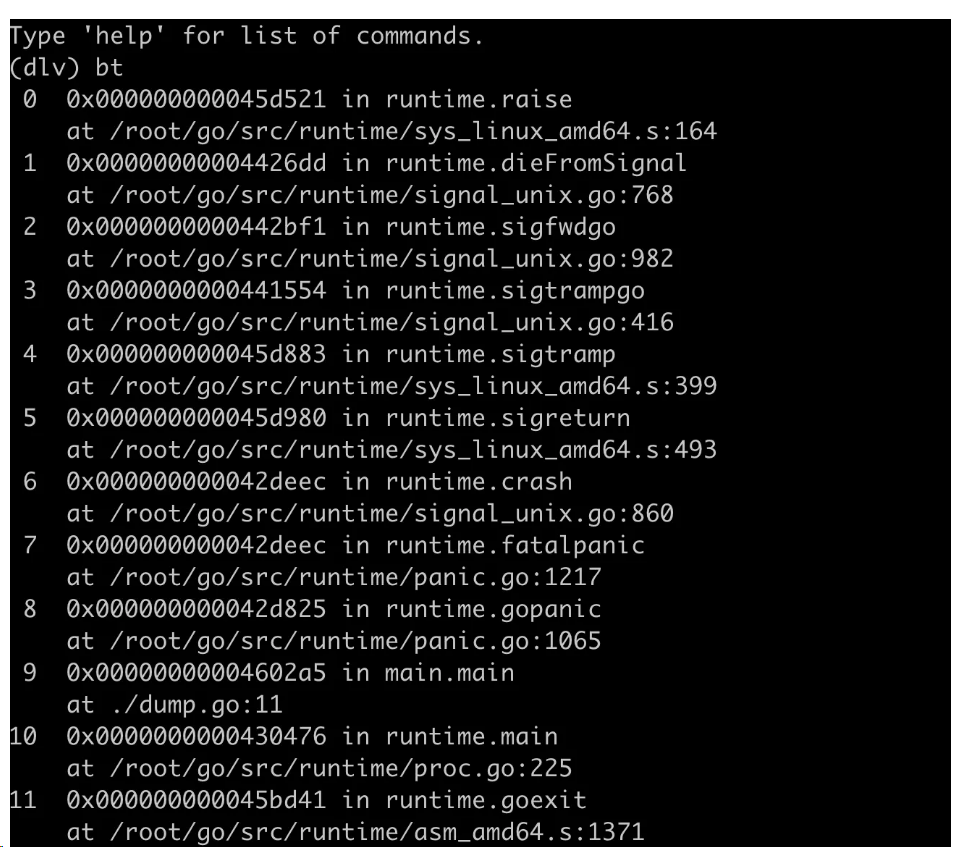 Type 'help' for list of commands.
(dlv) bt
0 0x000000000045d521 in runtime.raise
at /root/go/src/runtime/sys_linux_amd64.s:164
1 0x00000000004426dd in runtime.dieFromSignal
at /root/go/src/runtime/signal_unix.go:768
2 0x0000000000442bf1 in runtime.sigfwdgo
at /root/go/src/runtime/signal_unix.go:982
3 0x0000000000441554 in runtime.sigtrampgo
at /root/go/src/runtime/signal_unix.go:416
4 0x000000000045d883 in runtime.sigtramp
at /root/go/src/runtime/sys_linux_amd64.s:399
5 0x000000000045d980 in runtime.sigreturn
at /root/go/src/runtime/sys_linux_amd64.s:493
6 0x000000000042deec in runtime.crash
at /root/go/src/runtime/signal_unix.go:860
7 0x000000000042deec in runtime.fatalpanic
at /root/go/src/runtime/panic.go:1217
8 0x000000000042d825 in runtime.gopanic
at /root/go/src/runtime/panic.go:1065
9 0x00000000004602a5 in main.main
at ./dump.go:11
10 0x0000000000430476 in runtime.main
at /root/go/src/runtime/proc.go:225
11 0x000000000045bd41 in runtime.goexit
at /root/go/src/runtime/asm_amd64.s:1371